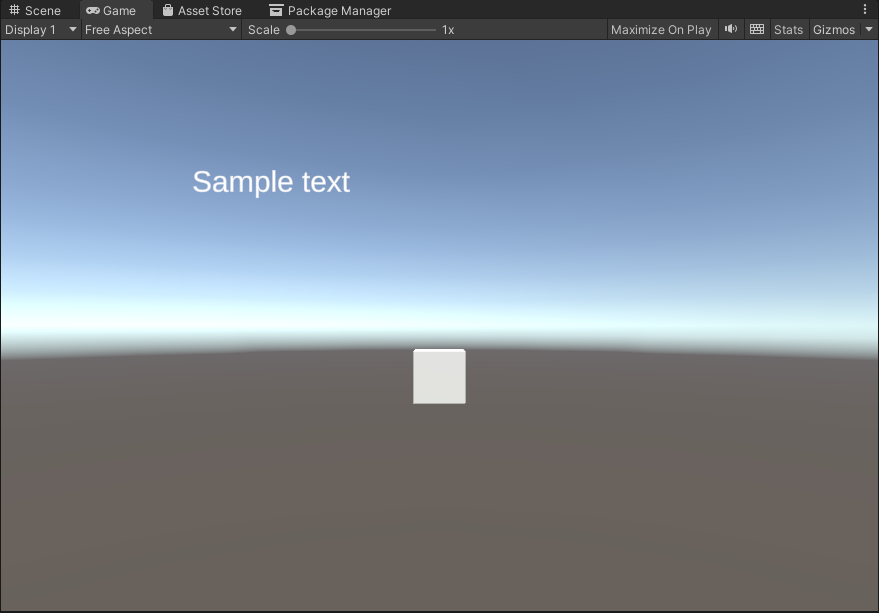 Scene Game Asset Store Package Manager
Display 1 Free Aspect Scale 1x Maximize On Play Stats Gizmos
Sample text